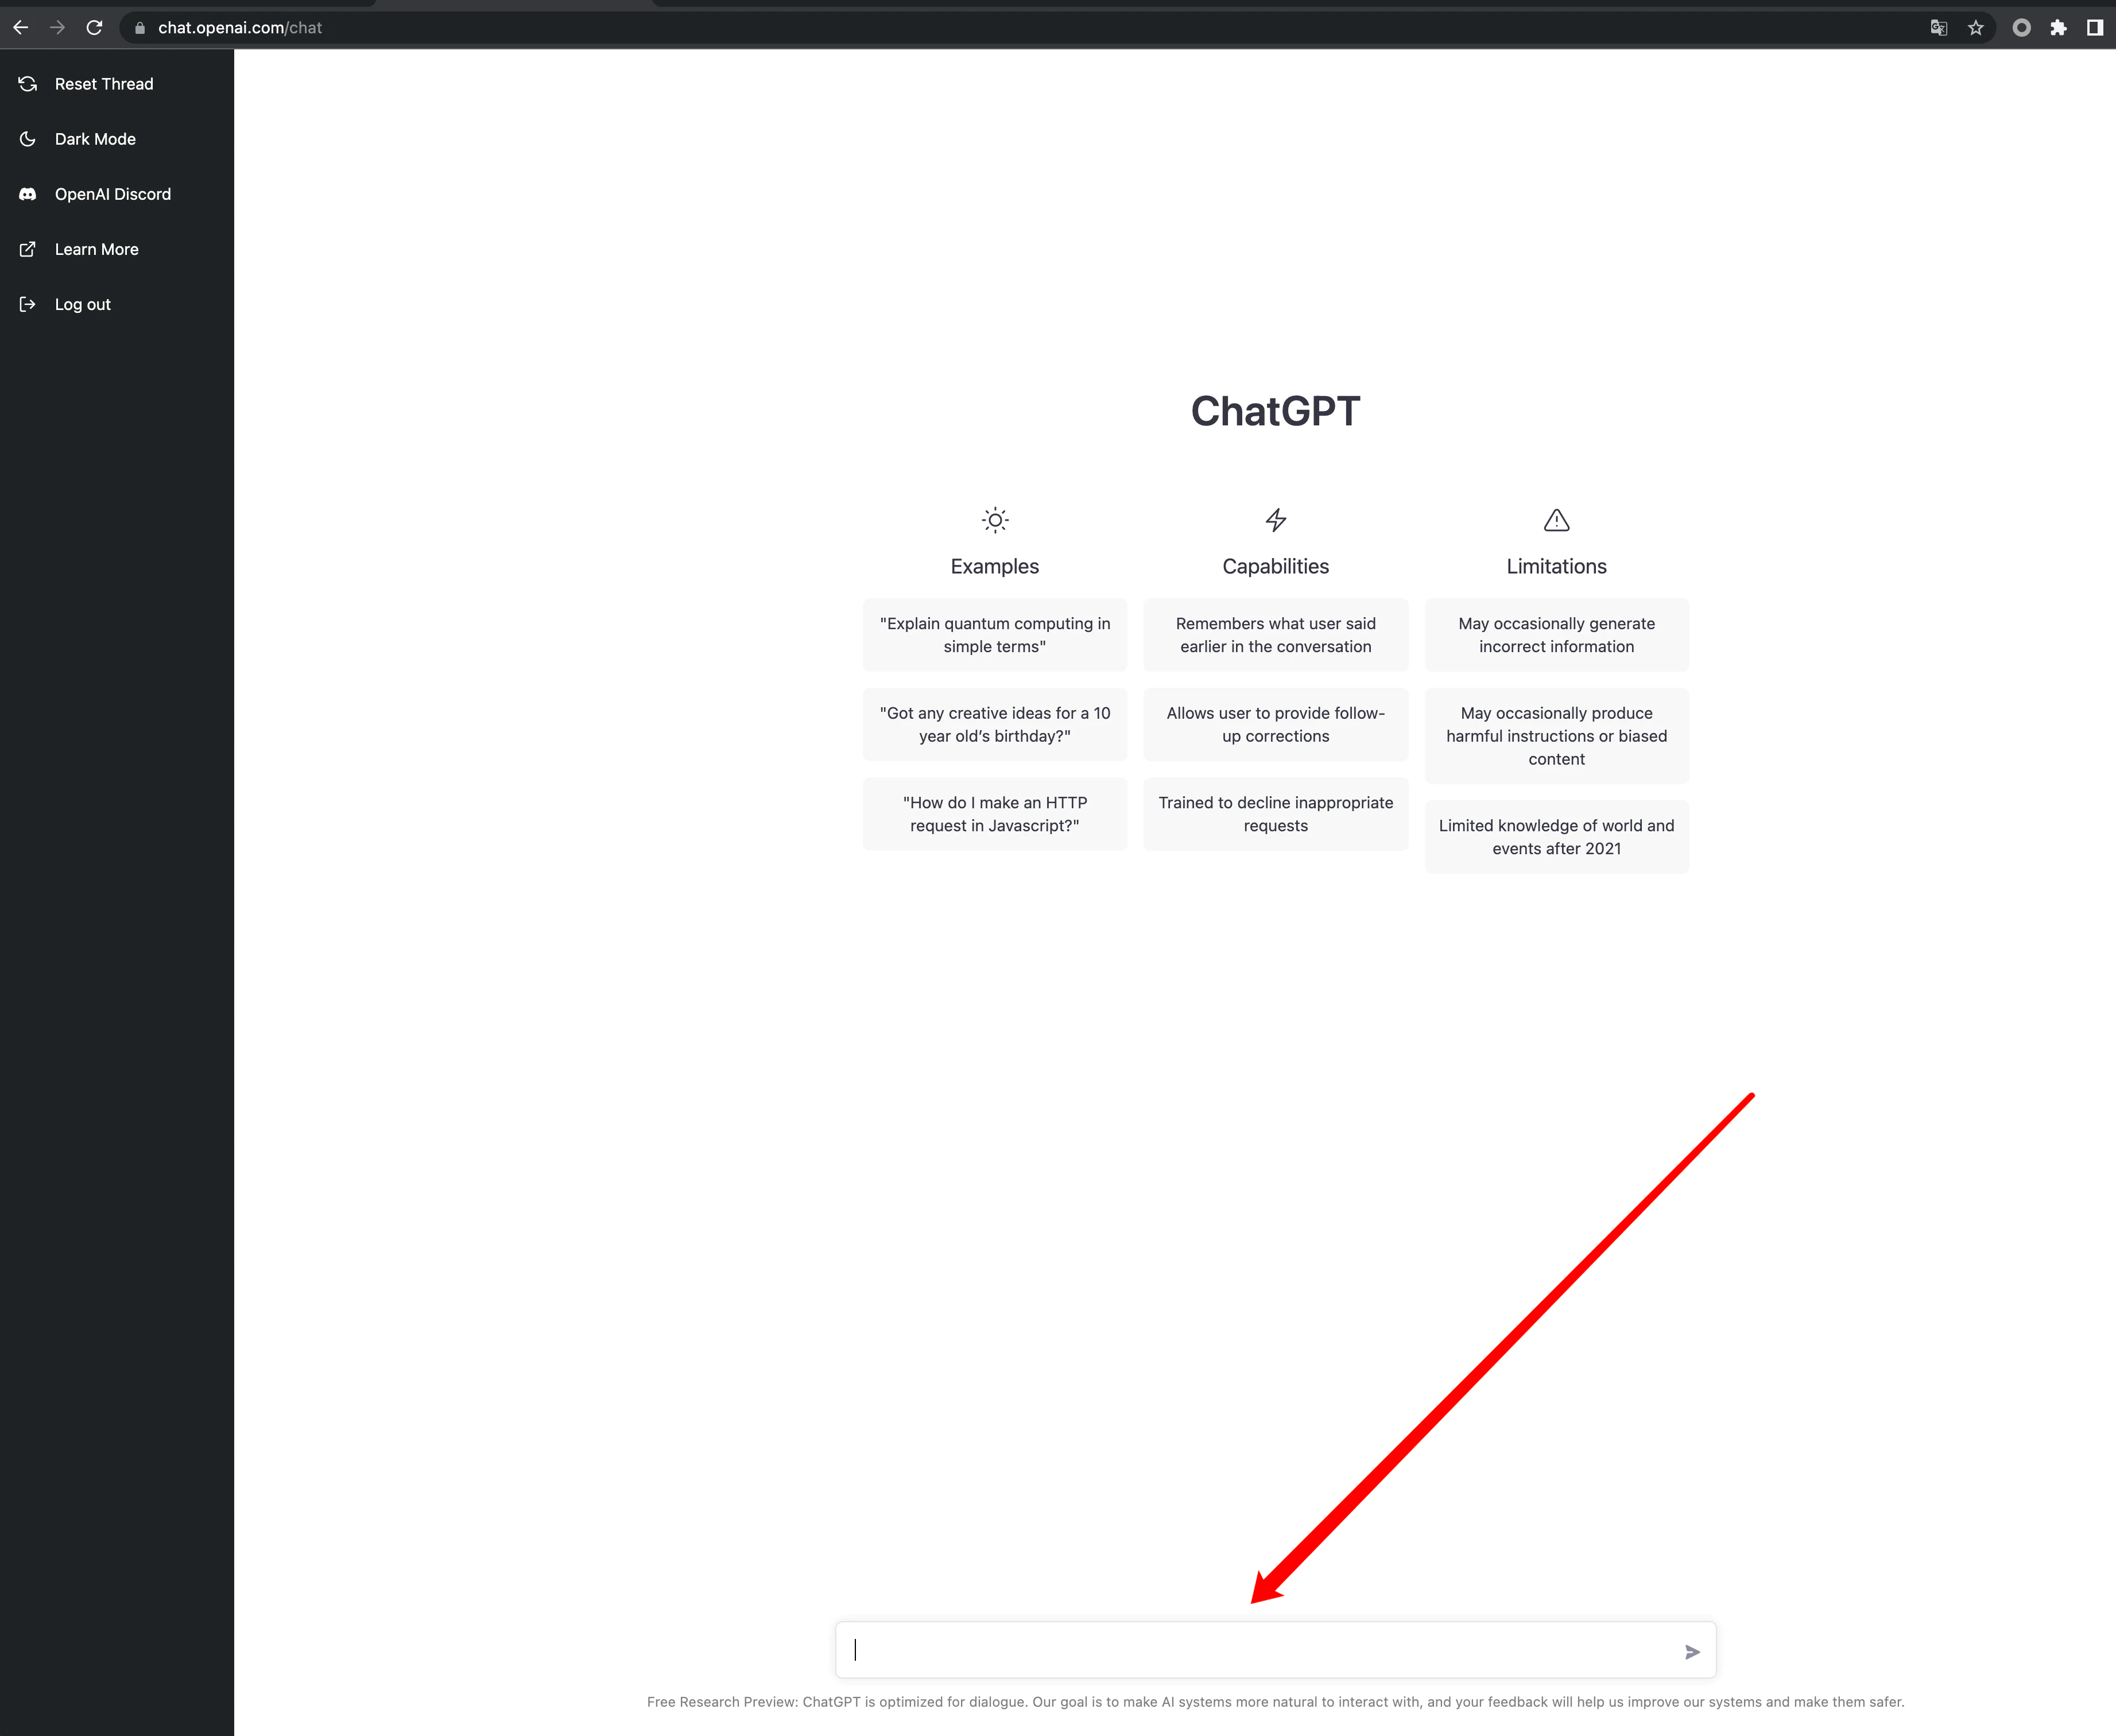 chat.openai.com/chat
Reset Thread
Dark Mode
OpenAI Discord
Learn More
Log out
ChatGPT
Examples
"Explain quantum computing in
simple terms"
"Got any creative ideas for a 10
year old’s birthday?"
"How do I make an HTTP
request in Javascript?"
Capabilities
Remembers what user said
earlier in the conversation
Allows user to provide follow-
up corrections
Trained to decline inappropriate
requests
Limitations
May occasionally generate
incorrect information
May occasionally produce
harmful instructions or biased
content
Limited knowledge of world and
events after 2021
Free Research Preview: ChatGPT is optimized for dialogue. Our goal is to make AI systems more natural to interact with, and your feedback will help us improve our systems and make them safer.